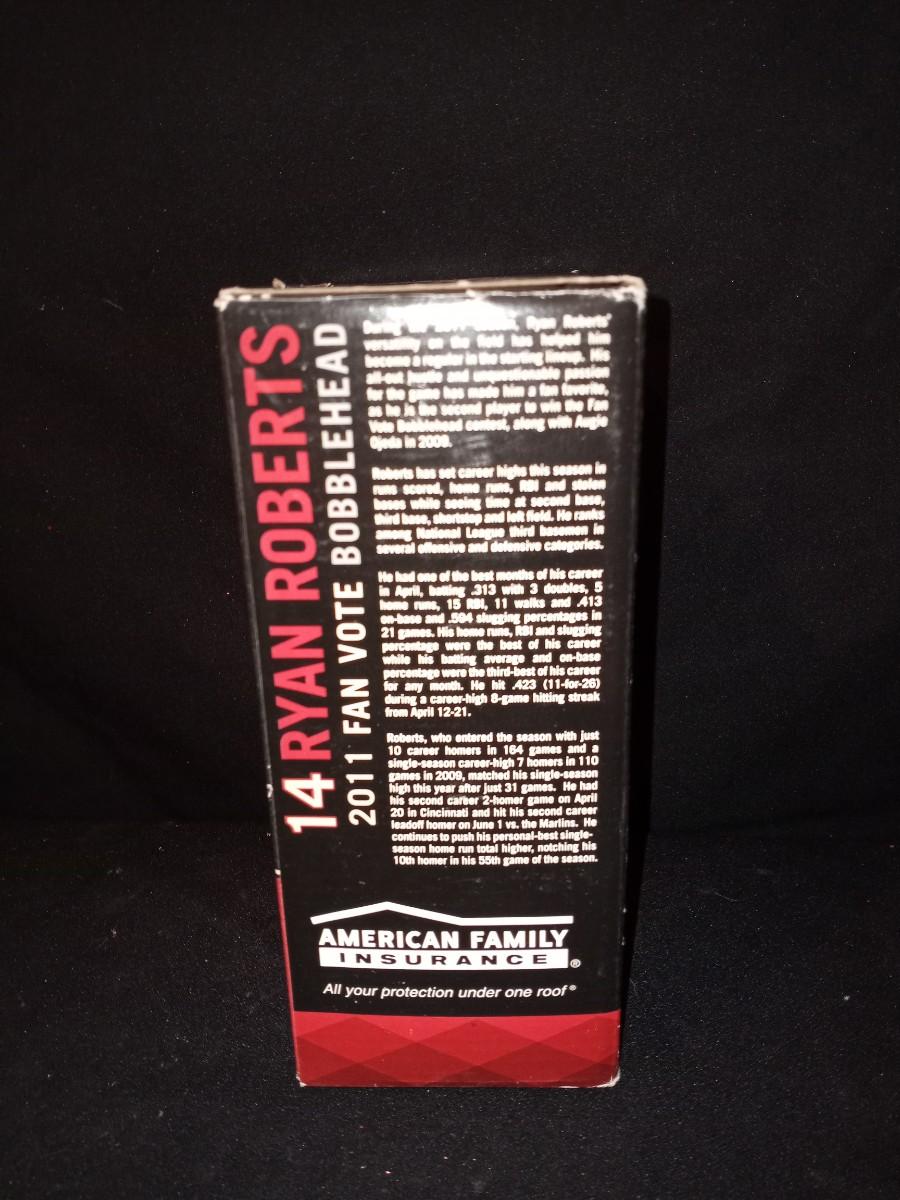 14 RYAN ROBERTS
2011 FAN VOTE BOBBLEHEAD
During Ryan Roberts'
versatility on the field has helped him
become a regular in the starting lineup. His
all-out hustle and unquestionable passion
for the game has made him a fan favorite,
as he is the second player to win the Fan
Vote Bobblehead contest, along with Augie
Ojeda in 2008.
Roberts has set career highs this season in
runs scored, home runs, RBI and stolen
bases while seeing time at second base,
third base, shortstop and left field. He ranks
among National League third basemen in
several offensive and defensive categories.
He had one of the best months of his career
in April, batting .313 with 3 doubles, 5
home runs, 15 RBI, 11 walks and .413
on-base and .594 slugging percentages in
21 games. His home runs, RBI and slugging
percentage were the best of his career
while his batting average and on-base
percentage were the third-best of his career
for any month. He hit .423 (11-for-26)
during a career-high 8-game hitting streak
from April 12-21.
Roberts, who entered the season with just
10 career homers in 164 games and a
single-season career-high 7 homers in 110
games in 2009, matched his single-season
high this year after just 31 games. He had
his second career 2-homer game on April
20 in Cincinnati and hit his second career
leadoff homer on June 1 vs. the Marlins. He
continues to push his personal-best single-
season home run total higher, notching his
10th homer in his 55th game of the season.
AMERICAN FAMILY
INSURANCE ®
All your protection under one roof®